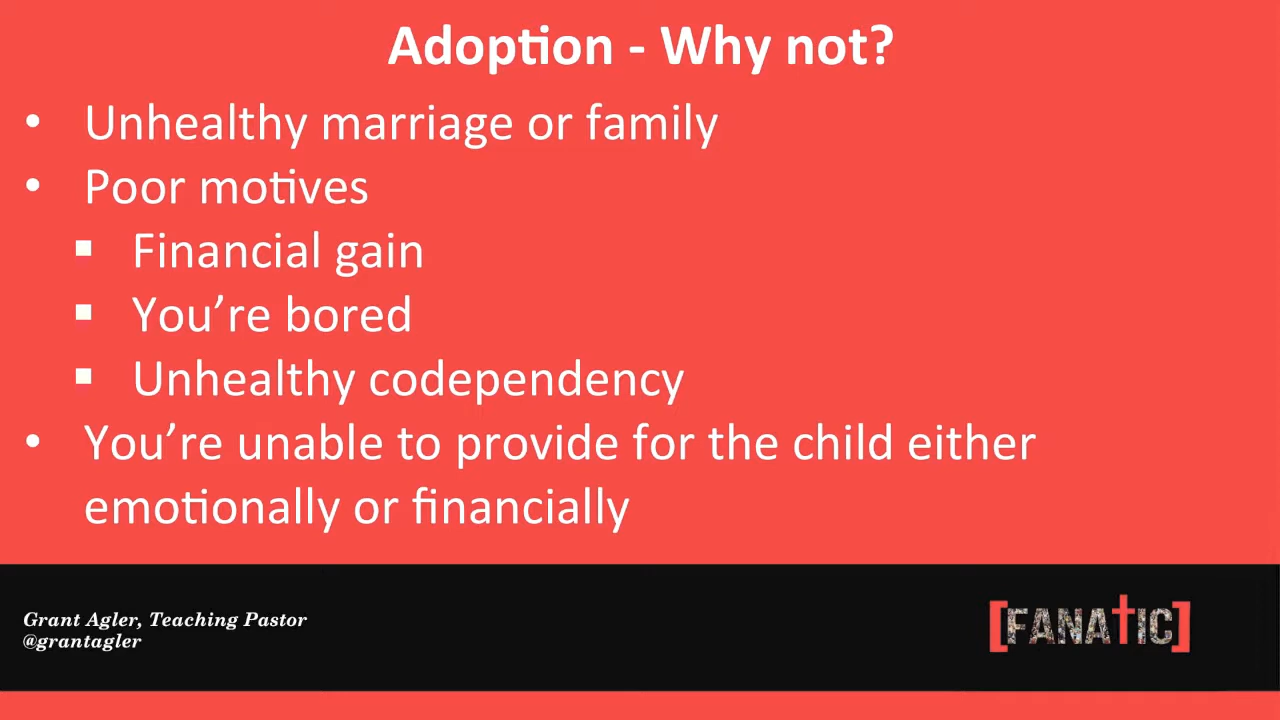 Adoption - Why not?
• Unhealthy marriage or family
• Poor motives
▪ Financial gain
▪ You’re bored
▪ Unhealthy codependency
• You’re unable to provide for the child either
emotionally or financially
Grant Agler, Teaching Pastor
@grantagler
[FANATIC]